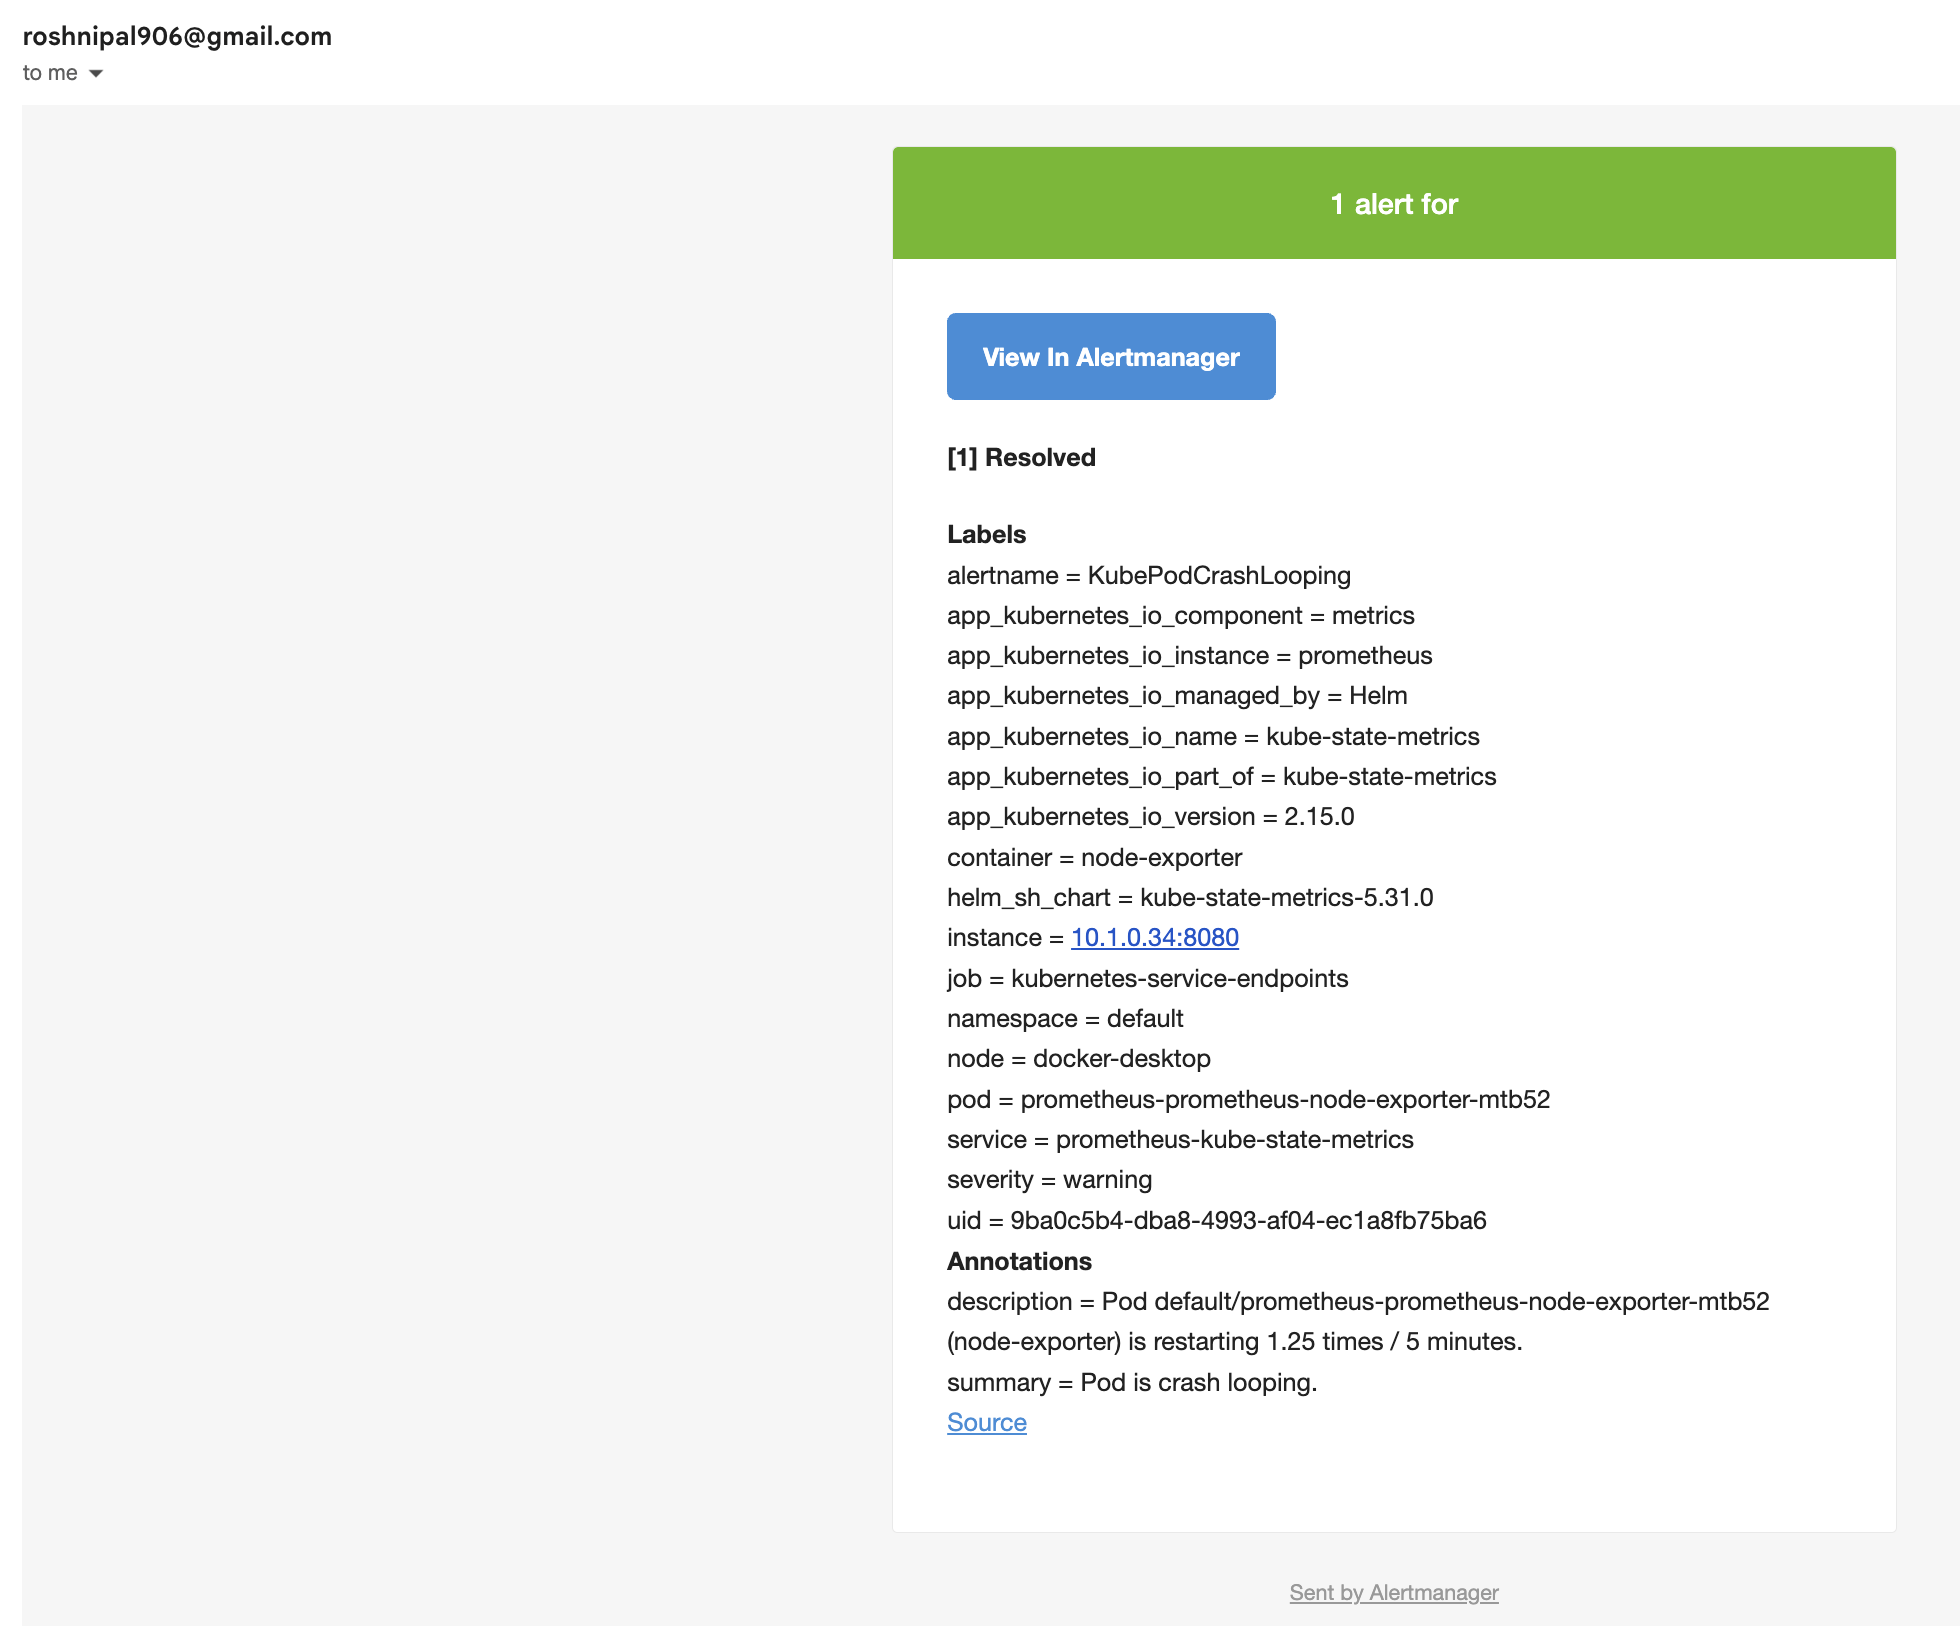 roshnipal906@gmail.com
to me
1 alert for
View In Alertmanager
[1] Resolved
Labels
alertname = KubePodCrashLooping
app_kubernetes_io_component = metrics
app_kubernetes_io_instance = prometheus
app_kubernetes_io_managed_by = Helm
app_kubernetes_io_name = kube-state-metrics
app_kubernetes_io_part_of = kube-state-metrics
app_kubernetes_io_version = 2.15.0
container = node-exporter
helm_sh_chart = kube-state-metrics-5.31.0
instance = 10.1.0.34:8080
job = kubernetes-service-endpoints
namespace = default
node = docker-desktop
pod = prometheus-prometheus-node-exporter-mtb52
service = prometheus-kube-state-metrics
severity = warning
uid = 9ba0c5b4-dba8-4993-af04-ec1a8fb75ba6
Annotations
description = Pod default/prometheus-prometheus-node-exporter-mtb52
(node-exporter) is restarting 1.25 times / 5 minutes.
summary = Pod is crash looping.
Source
Sent by Alertmanager